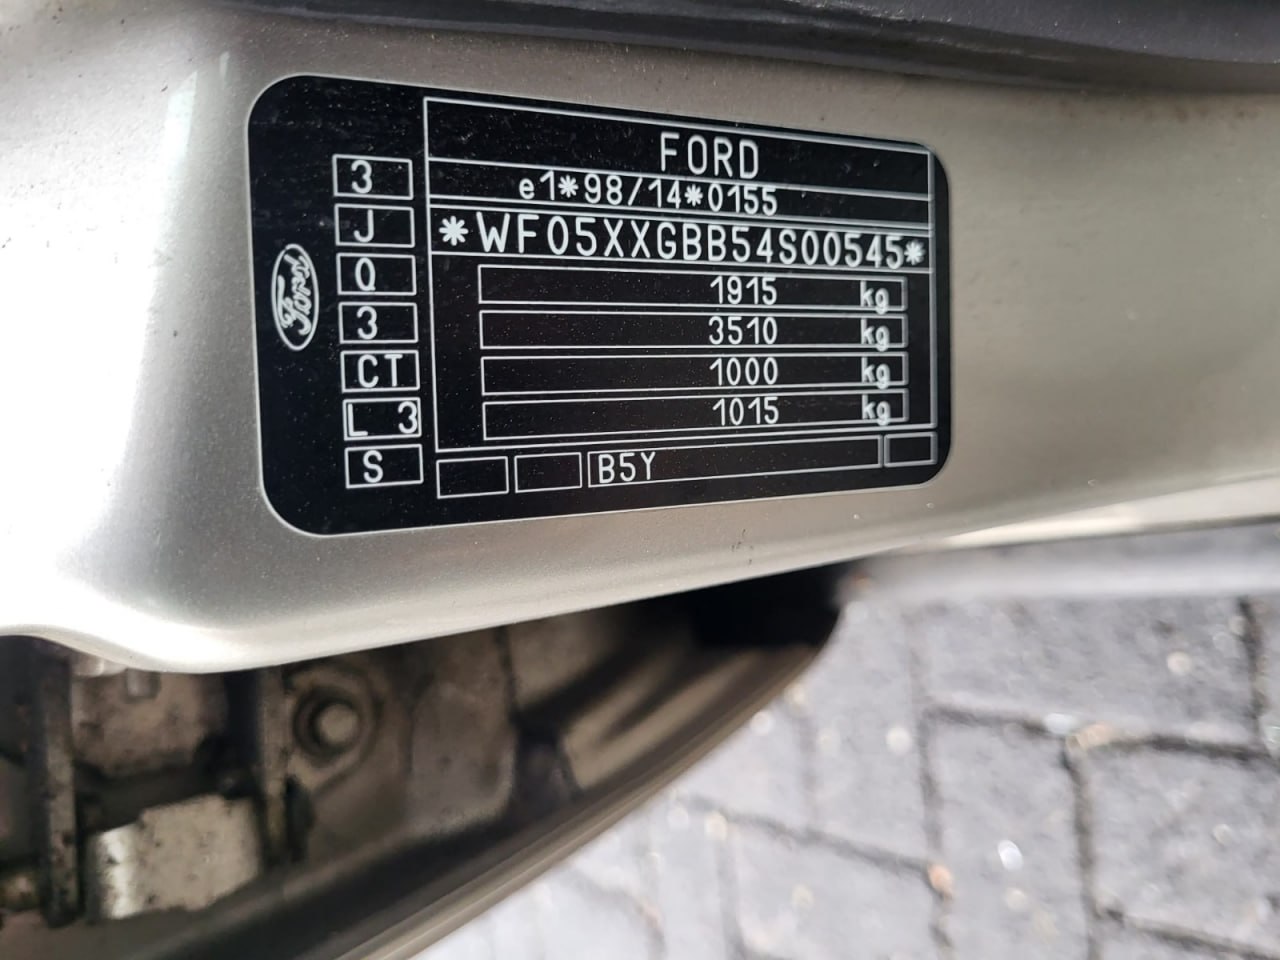 FORD
e1*98/14*0155
*WF05XXGBB54S00545*
1915 kg
3510 kg
1000 kg
1015 kg
B5Y
3
J
Q
3
CT
L 3
S
Ford